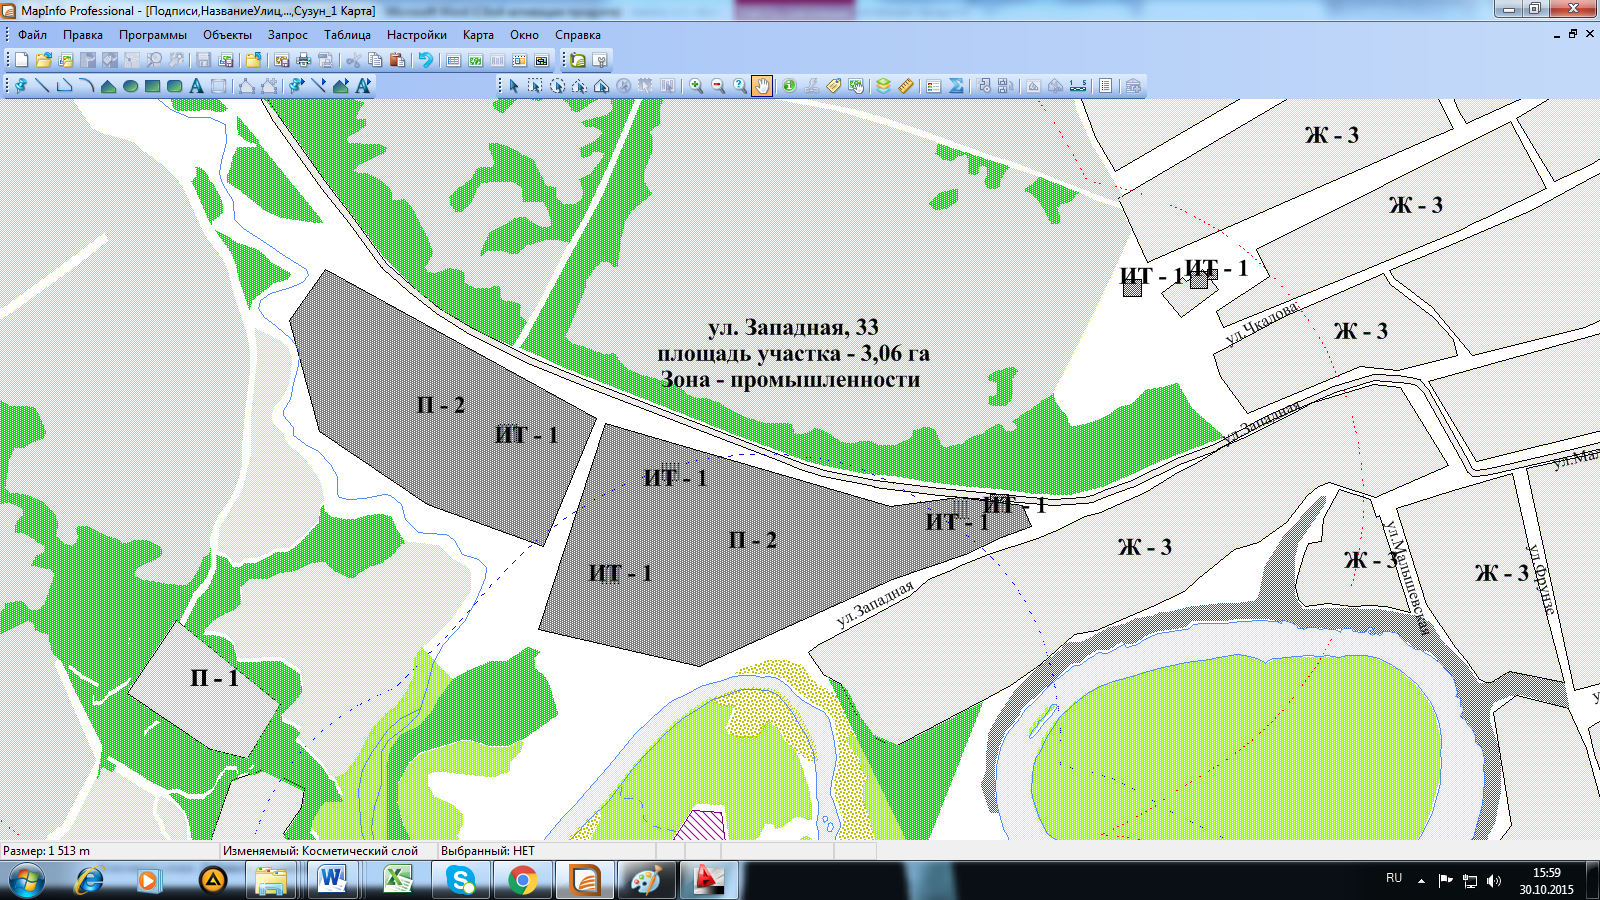 MapInfo Professional - [Подписи,НазваниеУлиц,...,Сузун_1 Карта]
Файл Правка Программы Объекты Запрос Таблица Настройки Карта Окно Справка
Ж - 3
Ж - 3
ИТ - 1 ИТ - 1
ул.Чкалова
Ж - 3
ул. Западная, 33
площадь участка - 3,06 га
Зона - промышленности
П - 2
ИТ - 1
ул.Западная
ИТ - 1
ИТ - 1
ИТ - 1
П - 2
Ж - 3
Ж - 3
ул.Малышевская
Ж - 3
ул.Фрунзе
ИТ - 1
ул.Западная
П - 1
Размер: 1 513 m Изменяемый: Косметический слой Выбранный: НЕТ
RU 15:59
30.10.2015